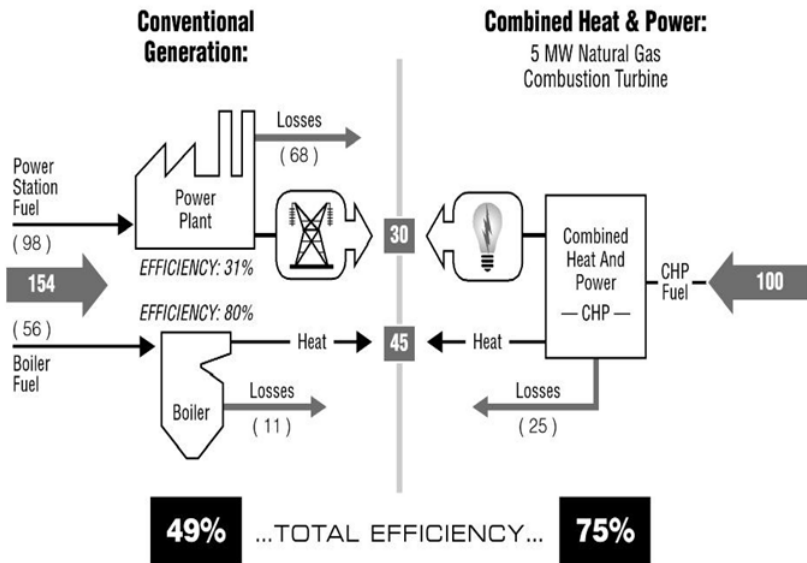 Conventional
Generation:
Combined Heat & Power:
5 MW Natural Gas
Combustion Turbine
Losses
( 68 )
Power
Station
Fuel
( 98 )
Power
Plant
30
Combined
Heat And
Power
— CHP —
CHP
Fuel
100
154
EFFICIENCY: 31%
EFFICIENCY: 80%
( 56 )
Boiler
Fuel
Heat
45
Heat
Boiler
Losses
( 11 )
Losses
( 25 )
49% ...TOTAL EFFICIENCY... 75%